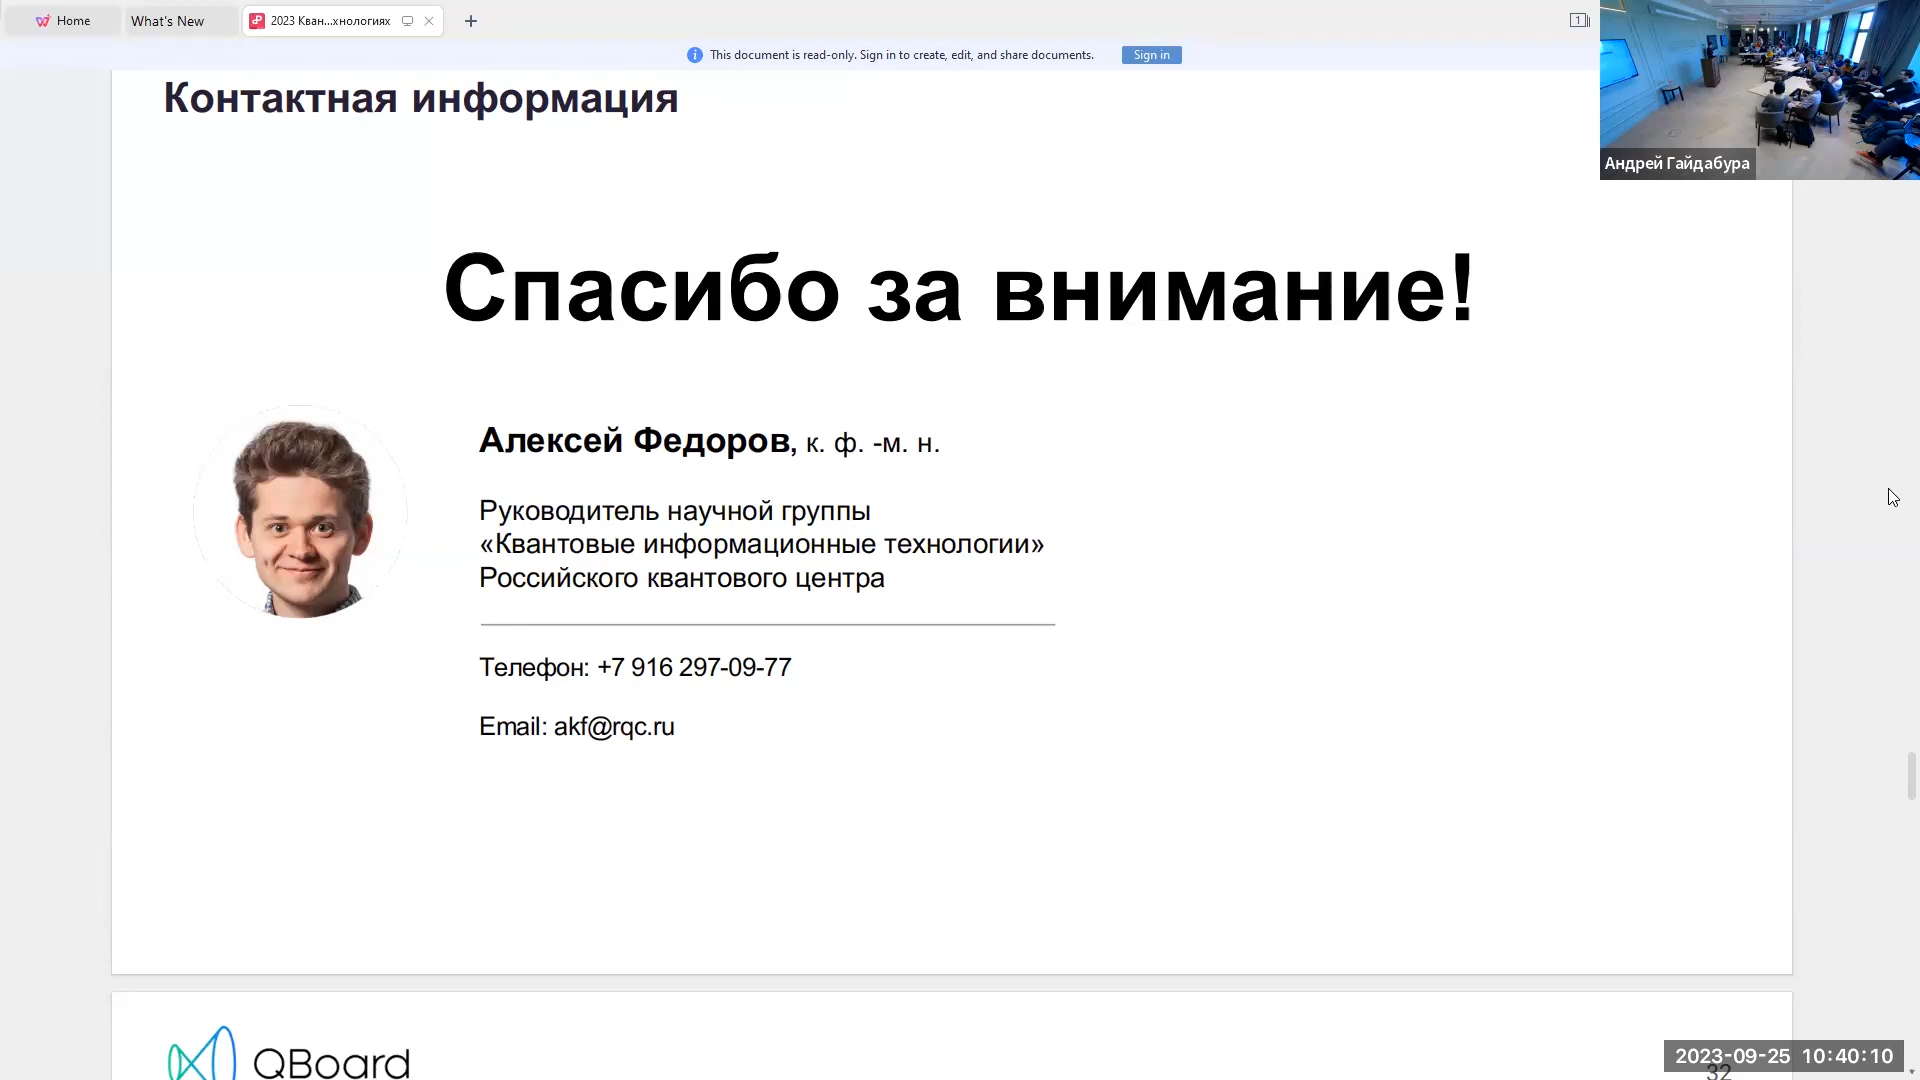 Home
What's New
2023 Кван...хнологиях
1
This document is read-only. Sign in to create, edit, and share documents.
Sign in
Контактная информация
Андрей Гайдабура
Спасибо за внимание!
Алексей Федоров, к. ф. -м. н.
Руководитель научной группы
«Квантовые информационные технологии»
Российского квантового центра
Телефон: +7 916 297-09-77
Email: akf@rqc.ru
QBoard
2023-09-25 10:40:10
32